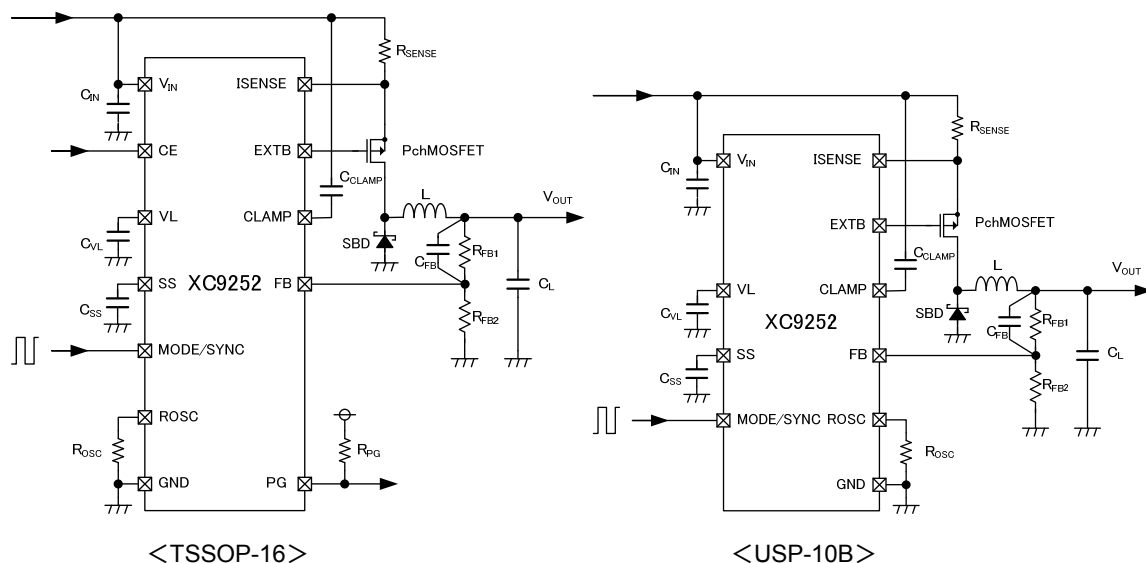 RSENSE
VIN
ISENSE
CIN
CE
EXTB
PchMOSFET
CCLAMP
VL
CLAMP
L
VOUT
CVL
SBD
CFB
RFB1
SS
XC9252
FB
CL
CSS
RFB2
MODE/SYNC
ROSC
ROSC
RPG
GND
PG
<TSSOP-16>
RSENSE
VIN
ISENSE
CIN
EXTB
PchMOSFET
CCLAMP
VL
CLAMP
L
VOUT
CVL
XC9252
SBD
CFB
RFB1
SS
FB
CL
CSS
RFB2
MODE/SYNC
ROSC
ROSC
GND
<USP-10B>